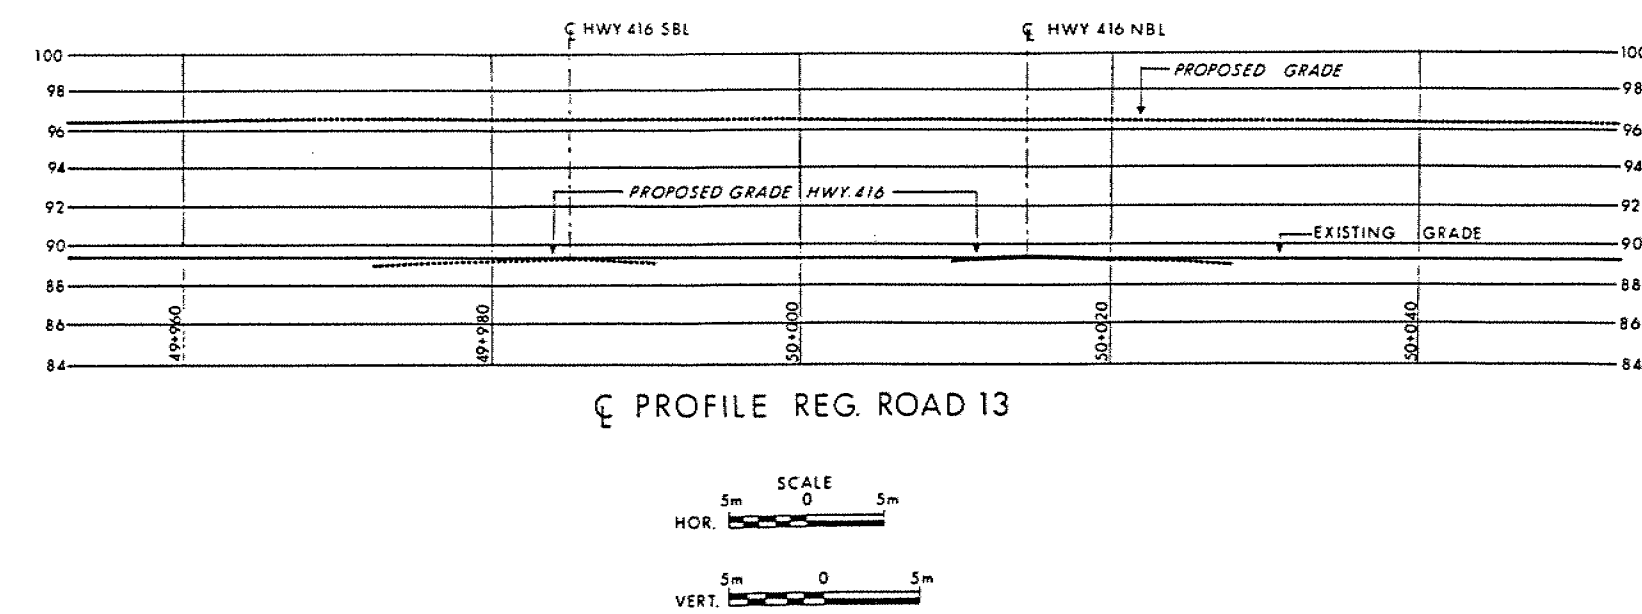 ℄ HWY 416 SBL
℄ HWY 416 NBL
100 100
PROPOSED GRADE
98 98
96 96
94 94
PROPOSED GRADE HWY. 416
92 92
EXISTING GRADE
90 90
88 88
86 86
49+960 49+980 50+000 50+020 50+040
84 84
℄ PROFILE REG. ROAD 13
SCALE
5m 0 5m
HOR.
5m 0 5m
VERT.